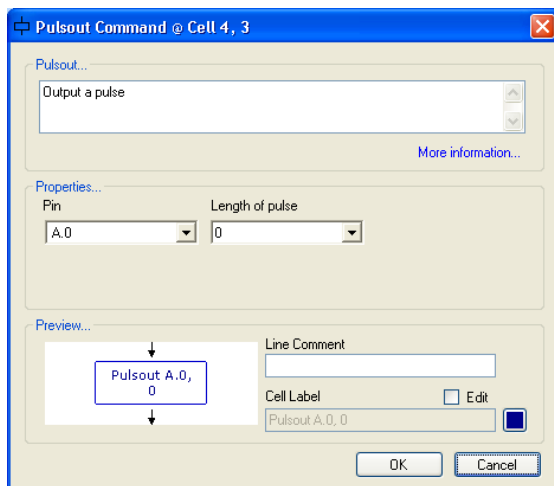 Pulsout Command @ Cell 4, 3
Pulsout...
Output a pulse
More information...
Properties...
Pin
Length of pulse
A.0
0
Preview...
Pulsout A.0,
0
Line Comment
Cell Label
Edit
Pulsout A.0, 0
OK
Cancel